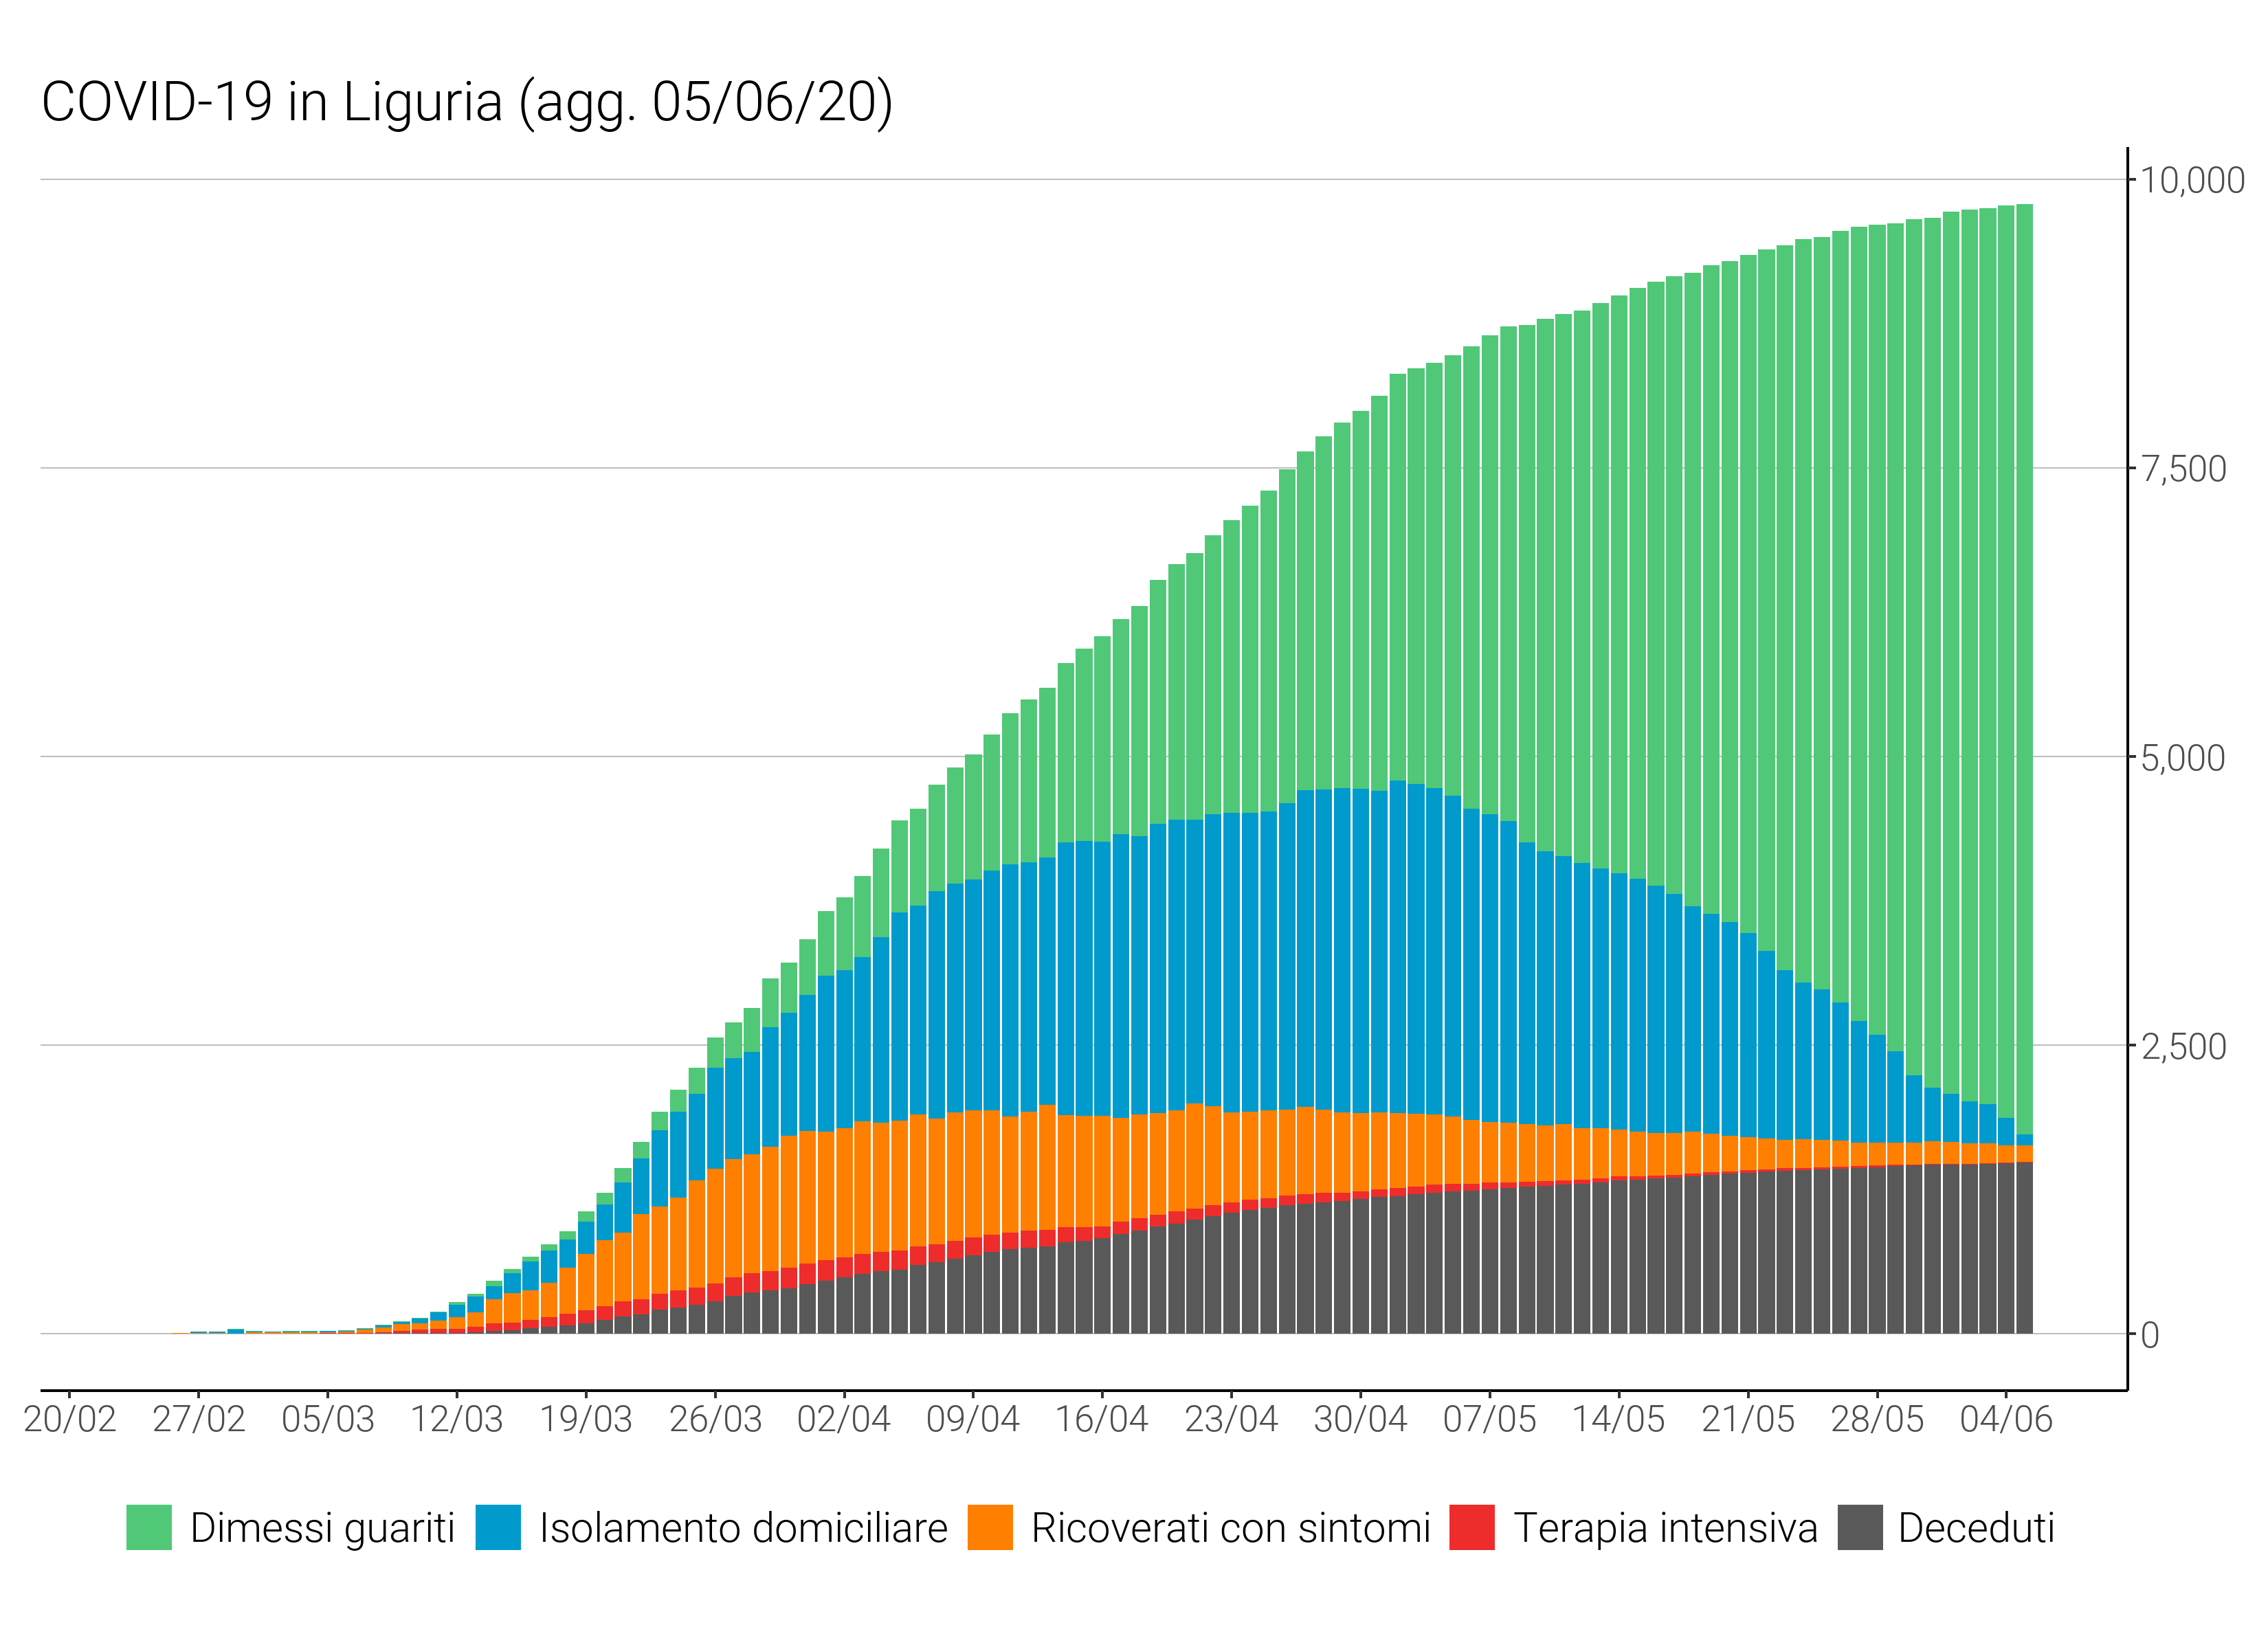 COVID-19 in Liguria (agg. 05/06/20)
10,000
7,500
5,000
2,500
0
20/02 27/02 05/03 12/03 19/03 26/03 02/04 09/04 16/04 23/04 30/04 07/05 14/05 21/05 28/05 04/06
Dimessi guariti Isolamento domiciliare Ricoverati con sintomi Terapia intensiva Deceduti